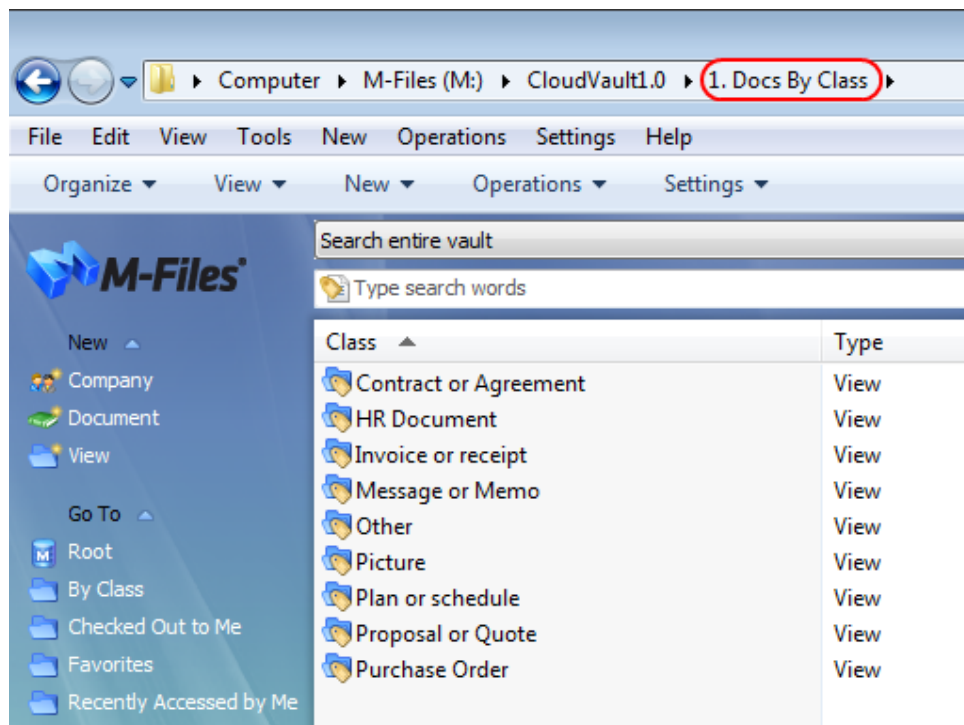 Computer M-Files (M:) CloudVault1.0 1. Docs By Class
File Edit View Tools New Operations Settings Help
Organize View New Operations Settings
M-Files
Search entire vault
Type search words
New
Company
Document
View
Go To
Root
By Class
Checked Out to Me
Favorites
Recently Accessed by Me
Class Type
Contract or Agreement View
HR Document View
Invoice or receipt View
Message or Memo View
Other View
Picture View
Plan or schedule View
Proposal or Quote View
Purchase Order View